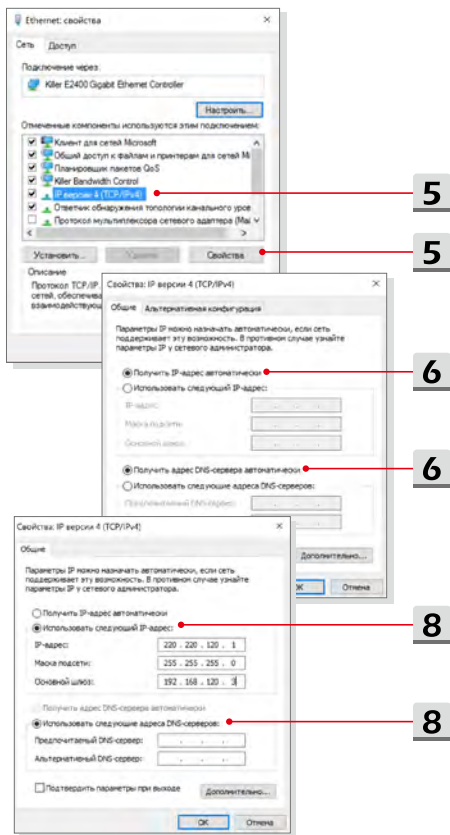 Ethernet: свойства
Сеть Доступ
Подключение через:
Killer E2400 Gigabit Ethernet Controller
Настроить...
Отмеченные компоненты используются этим подключением:
Клиент для сетей Microsoft
Общий доступ к файлам и принтерам для сетей Mi
Планировщик пакетов QoS
Killer Bandwidth Control
IP версии 4 (TCP/IPv4)
5
Ответчик обнаружения топологии канального уров
Протокол мультиплексора сетевого адаптера (Май
Установить... Удалить Свойства
5
Описание
Протокол TCP/IP.
сетей, обеспечива
взаимодействующ
Свойства: IP версии 4 (TCP/IPv4)
Общие Альтернативная конфигурация
Параметры IP можно назначать автоматически, если сеть
поддерживает эту возможность. В противном случае узнайте
параметры IP у сетевого администратора.
Получить IP-адрес автоматически
6
Использовать следующий IP-адрес:
IP-адрес:
Маска подсети:
Основной шлюз:
Получить адрес DNS-сервера автоматически
6
Использовать следующие адреса DNS-серверов:
Предпочитаемый DNS-сервер:
Дополнительно...
ОК Отмена
Свойства: IP версии 4 (TCP/IPv4)
Общие
Параметры IP можно назначать автоматически, если сеть
поддерживает эту возможность. В противном случае узнайте
параметры IP у сетевого администратора.
Получить IP-адрес автоматически
Использовать следующий IP-адрес:
8
IP-адрес: 220 . 220 . 120 . 1
Маска подсети: 255 . 255 . 255 . 0
Основной шлюз: 192 . 168 . 120 . 3
Получить адрес DNS-сервера автоматически
Использовать следующие адреса DNS-серверов:
8
Предпочитаемый DNS-сервер:
Альтернативный DNS-сервер:
Подтвердить параметры при выходе
Дополнительно...
ОК Отмена